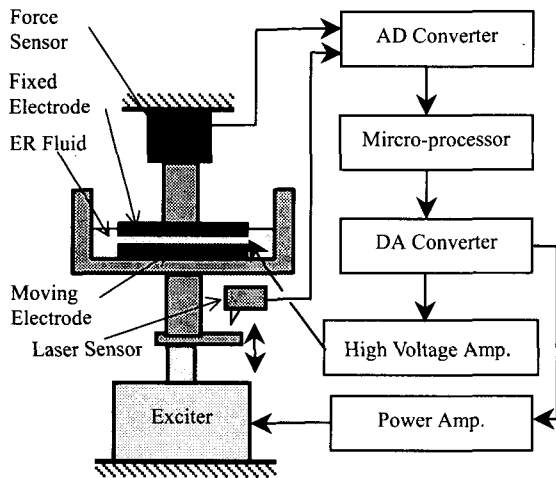 Force
Sensor
Fixed
Electrode
ER Fluid
Moving
Electrode
Laser Sensor
Exciter
AD Converter
Mircro-processor
DA Converter
High Voltage Amp.
Power Amp.